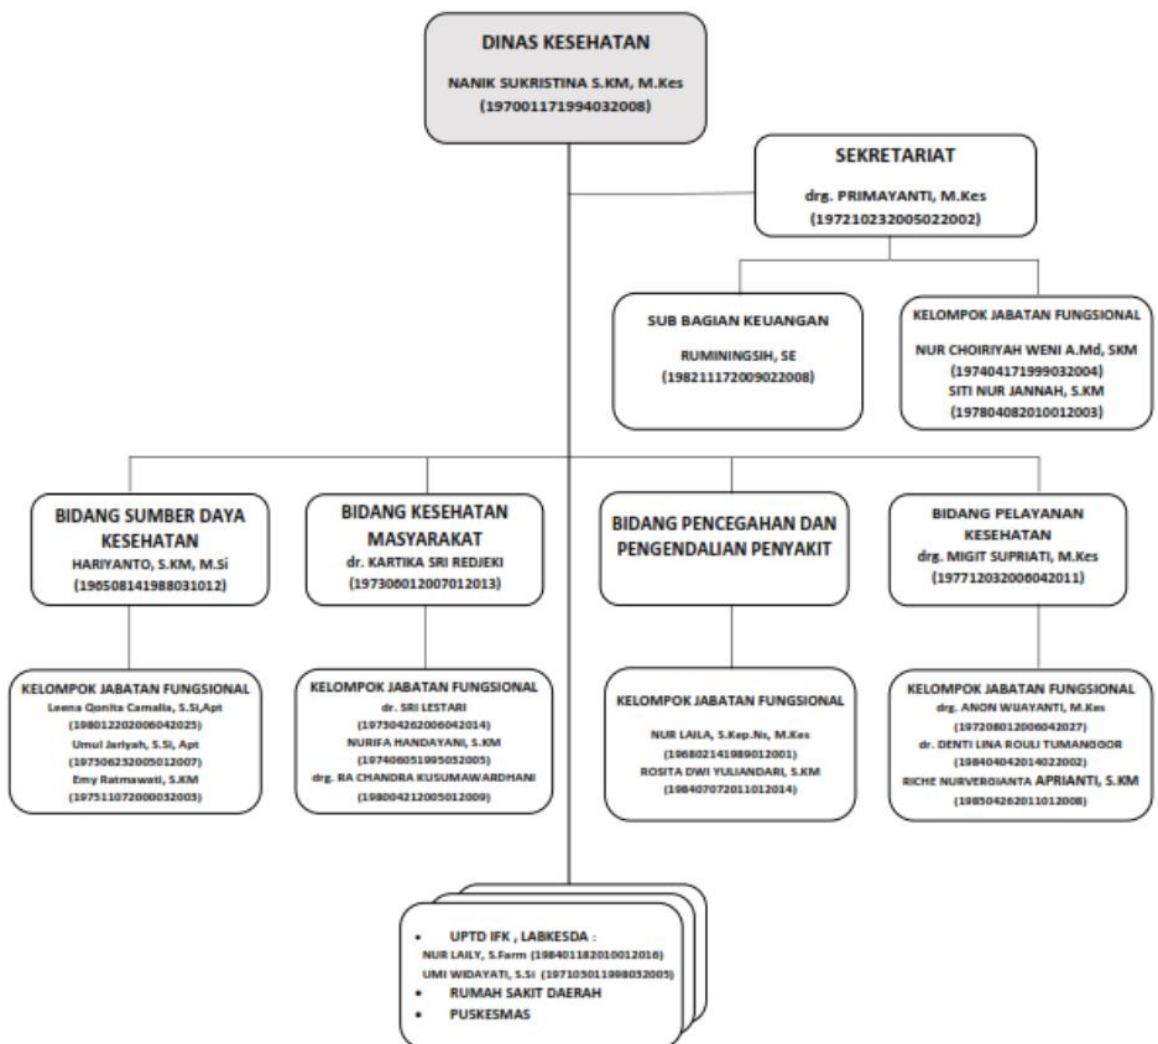 DINAS KESEHATAN
NANIK SUKRISTINA S.KM, M.Kes
(197001171994032008)
SEKRETARIAT
drg. PRIMAYANTI, M.Kes
(197210232005022002)
SUB BAGIAN KEUANGAN
RUMININGSIH, SE
(198211172009022008)
KELOMPOK JABATAN FUNGSIONAL
NUR CHOIRIYAH WENI A.Md, SKM
(197404171999032004)
SITI NUR JANNAH, S.KM
(197804082010012003)
BIDANG SUMBER DAYA
KESEHATAN
HARIYANTO, S.KM, M.Si
(196508141988031012)
BIDANG KESEHATAN
MASYARAKAT
dr. KARTIKA SRI REDJEKI
(197306012007012013)
BIDANG PENCEGAHAN DAN
PENGENDALIAN PENYAKIT
BIDANG PELAYANAN
KESEHATAN
drg. MIGIT SUPRIATI, M.Kes
(197712032006042011)
KELOMPOK JABATAN FUNGSIONAL
Leena Qonita Camalia, S.Si,Apt
(198012202006042025)
Umul Jariyah, S.Si, Apt
(197306232005012007)
Emy Ratmawati, S.KM
(197511072000032003)
KELOMPOK JABATAN FUNGSIONAL
dr. SRI LESTARI
(197304262006042014)
NURIFA HANDAYANI, S.KM
(197406051995032005)
drg. RA CHANDRA KUSUMAWARDHANI
(198004212005012009)
KELOMPOK JABATAN FUNGSIONAL
NUR LAILA, S.Kep.Ns, M.Kes
(196802141989012001)
ROSITA DWI YULIANDARI, S.KM
(198407072011012014)
KELOMPOK JABATAN FUNGSIONAL
drg. ANON WIJAYANTI, M.Kes
(197208012006042027)
dr. DENTI LINA ROULI TUMANGGOR
(198404042014022002)
RICHE NURVERGIANTA APRIANTI, S.KM
(198504262011012008)
• UPTD IFK , LABKESDA :
NUR LAILY, S.Farm (198401182010012016)
UMI WIDAYATI, S.Si (197103011998032005)
• RUMAH SAKIT DAERAH
• PUSKESMAS